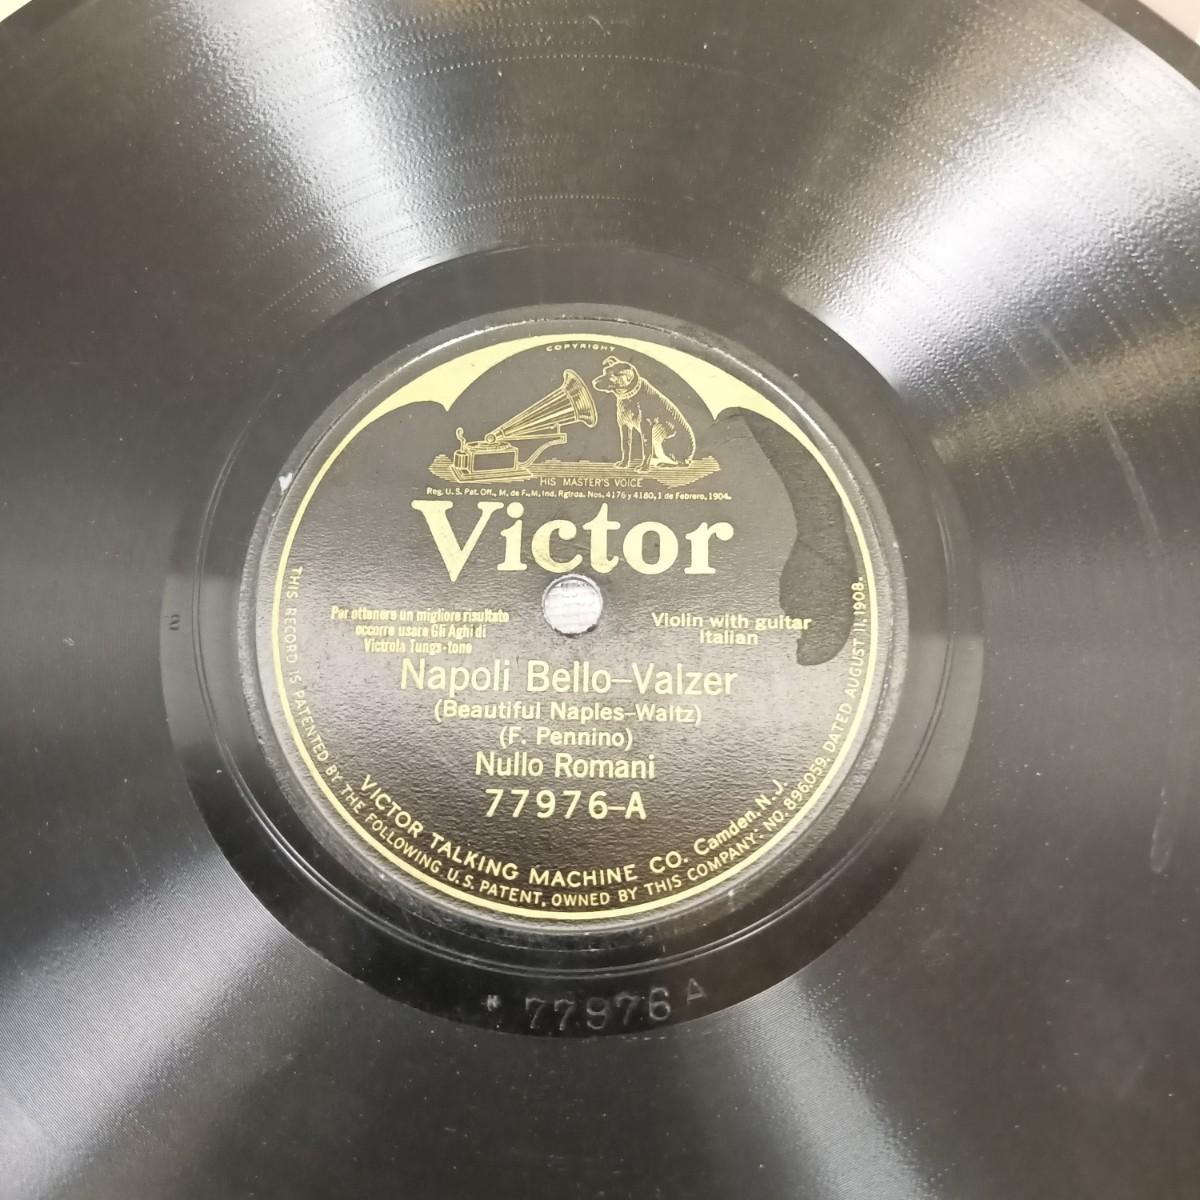 COPYRIGHT
HIS MASTER'S VOICE
Reg. U.S. Pat. Off., M. de F., M. Ind. Rgtrda. Nos. 4176 y 4180, 1 de Febrero, 1904.
Victor
Per ottenere un migliore risultato
occorre usare Gli Aghi di
Victrola Tungs-tone
Violin with guitar
Italian
Napoli Bello–Valzer
(Beautiful Naples–Waltz)
(F. Pennino)
Nullo Romani
77976–A
VICTOR TALKING MACHINE CO. Camden, N.J.
THIS RECORD IS PATENTED BY THE FOLLOWING U.S. PATENT, OWNED BY THIS COMPANY: NO. 896,059, DATED AUGUST 11, 1908.
77976 A